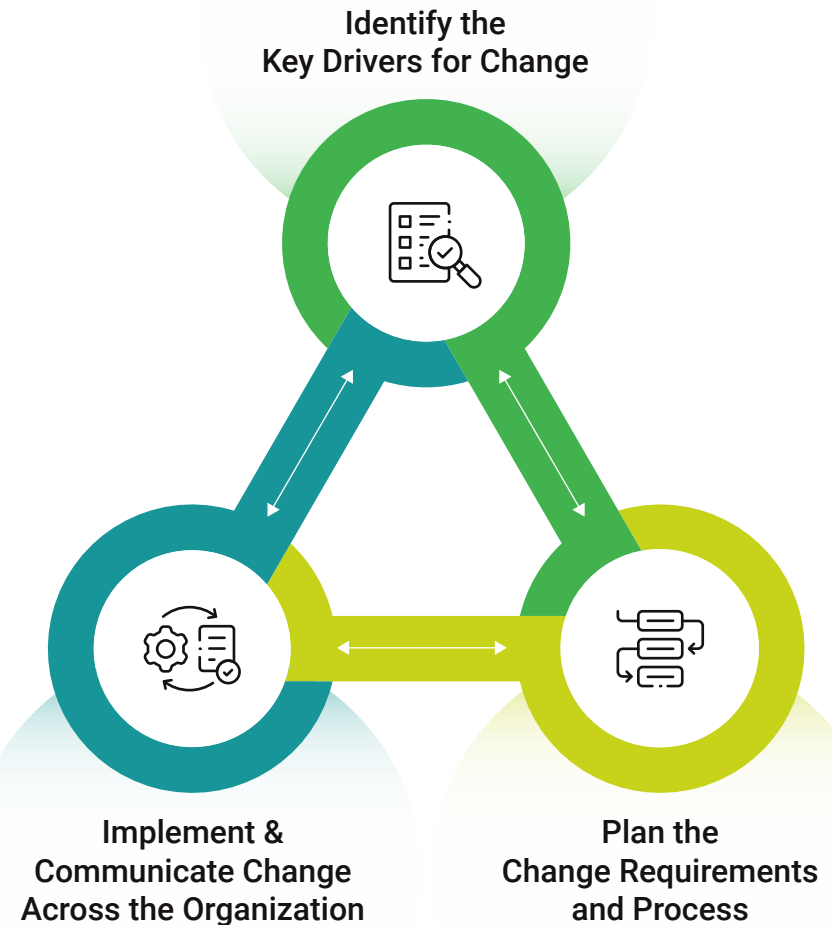 Identify the
Key Drivers for Change
Implement &
Communicate Change
Across the Organization
Plan the
Change Requirements
and Process